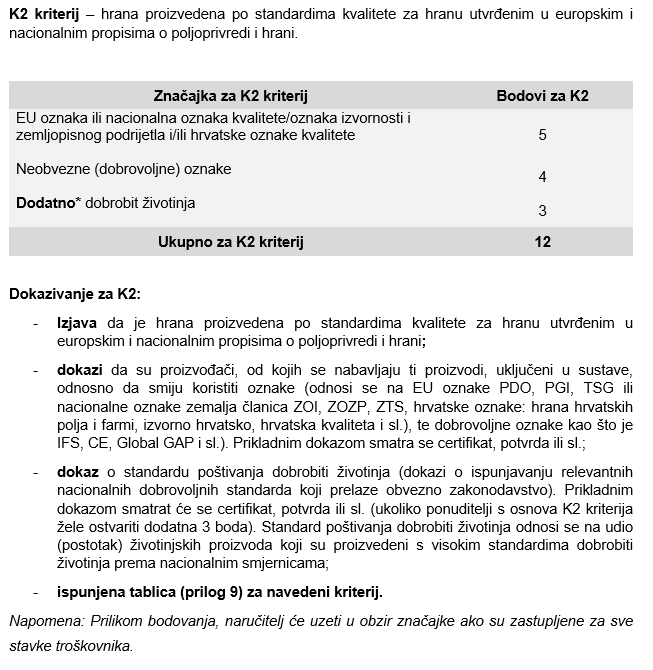 K2 kriterij – hrana proizvedena po standardima kvalitete za hranu utvrđenim u europskim i
nacionalnim propisima o poljoprivredi i hrani.
Značajka za K2 kriterij Bodovi za K2
EU oznaka ili nacionalna oznaka kvalitete/oznaka izvornosti i
zemljopisnog podrijetla i/ili hrvatske oznake kvalitete 5
Neobvezne (dobrovoljne) oznake 4
Dodatno* dobrobit životinja 3
Ukupno za K2 kriterij 12
Dokazivanje za K2:
- Izjava da je hrana proizvedena po standardima kvalitete za hranu utvrđenim u
europskim i nacionalnim propisima o poljoprivredi i hrani;
- dokazi da su proizvođači, od kojih se nabavljaju ti proizvodi, uključeni u sustave,
odnosno da smiju koristiti oznake (odnosi se na EU oznake PDO, PGI, TSG ili
nacionalne oznake zemalja članica ZOI, ZOZP, ZTS, hrvatske oznake: hrana hrvatskih
polja i farmi, izvorno hrvatsko, hrvatska kvaliteta i sl.), te dobrovoljne oznake kao što je
IFS, CE, Global GAP i sl.). Prikladnim dokazom smatra se certifikat, potvrda ili sl.;
- dokaz o standardu poštivanja dobrobiti životinja (dokazi o ispunjavanju relevantnih
nacionalnih dobrovoljnih standarda koji prelaze obvezno zakonodavstvo). Prikladnim
dokazom smatrat će se certifikat, potvrda ili sl. (ukoliko ponuditelji s osnova K2 kriterija
žele ostvariti dodatna 3 boda). Standard poštivanja dobrobiti životinja odnosi se na udio
(postotak) životinjskih proizvoda koji su proizvedeni s visokim standardima dobrobiti
životinja prema nacionalnim smjernicama;
- ispunjena tablica (prilog 9) za navedeni kriterij.
Napomena: Prilikom bodovanja, naručitelj će uzeti u obzir značajke ako su zastupljene za sve
stavke troškovnika.